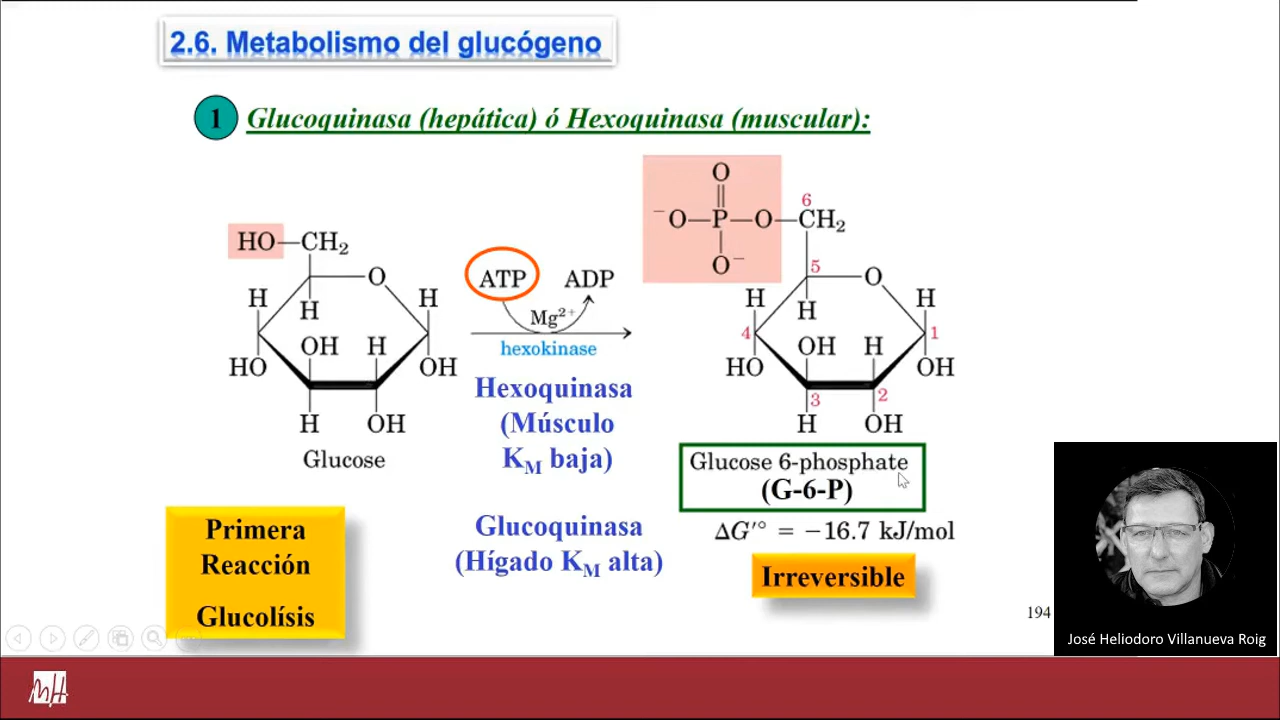 2.6. Metabolismo del glucógeno
1 Glucoquinasa (hepática) ó Hexoquinasa (muscular):
HO—CH₂
O
H
H
H
OH
H
HO
OH
H
OH
Glucose
ATP
ADP
Mg²⁺
hexokinase
Hexoquinasa
(Músculo
K_M baja)
Glucoquinasa
(Hígado K_M alta)
O
⁻O—P—O—CH₂
O⁻
6
5
O
H
H
H
4
1
OH
H
HO
OH
3
2
H
OH
Glucose 6-phosphate
(G-6-P)
ΔG′° = −16.7 kJ/mol
Irreversible
Primera
Reacción
Glucolísis
194
José Heliodoro Villanueva Roig
MH